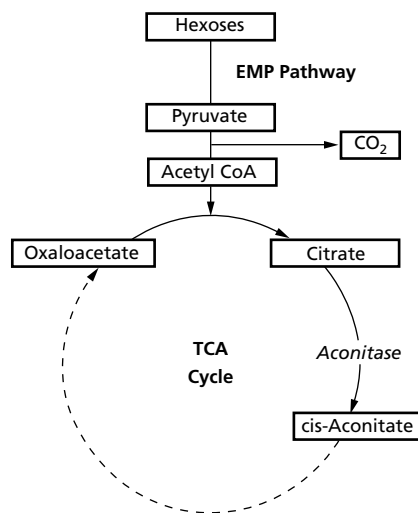 Hexoses
EMP Pathway
Pyruvate
CO₂
Acetyl CoA
Oxaloacetate
Citrate
TCA
Cycle
Aconitase
cis-Aconitate